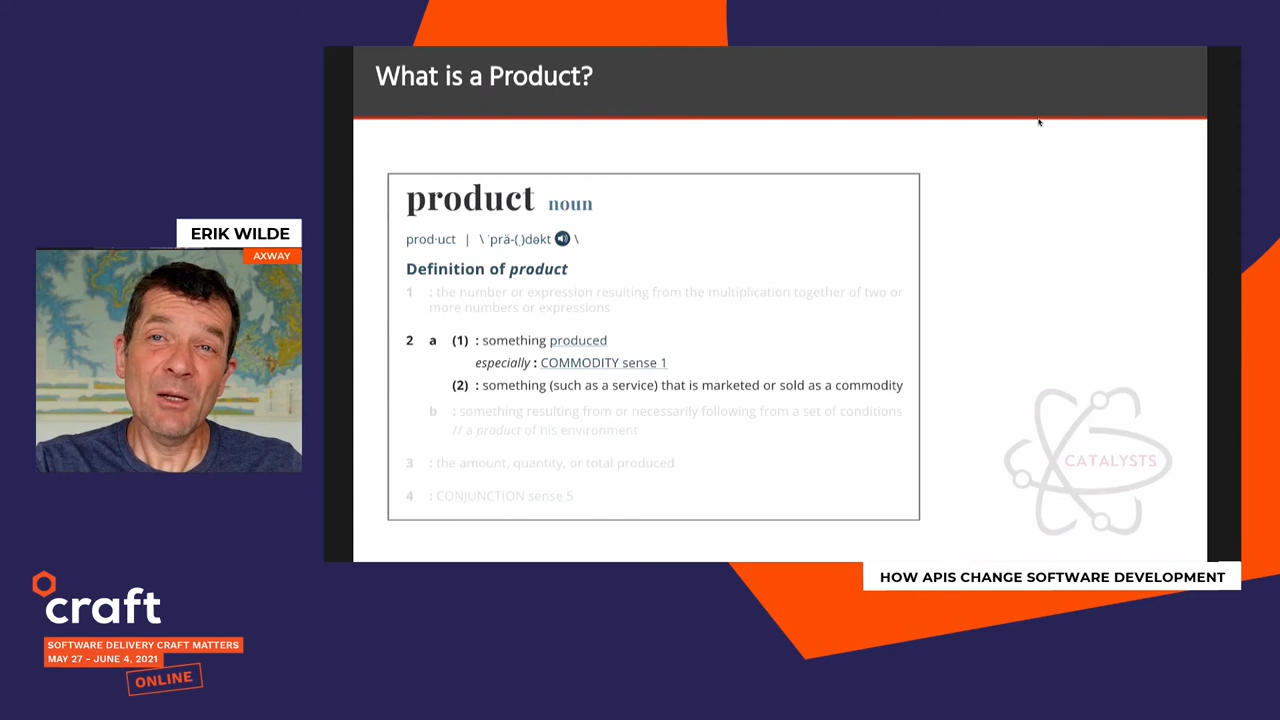 What is a Product?
product noun
prod·uct | \ ˈprä-( )dəkt \
Definition of product
1 : the number or expression resulting from the multiplication together of two or
more numbers or expressions
2 a (1) : something produced
especially : COMMODITY sense 1
(2) : something (such as a service) that is marketed or sold as a commodity
b : something resulting from or necessarily following from a set of conditions
// a product of his environment
3 : the amount, quantity, or total produced
4 : CONJUNCTION sense 5
CATALYSTS
ERIK WILDE
AXWAY
HOW APIS CHANGE SOFTWARE DEVELOPMENT
craft
SOFTWARE DELIVERY CRAFT MATTERS
MAY 27 - JUNE 4, 2021
ONLINE